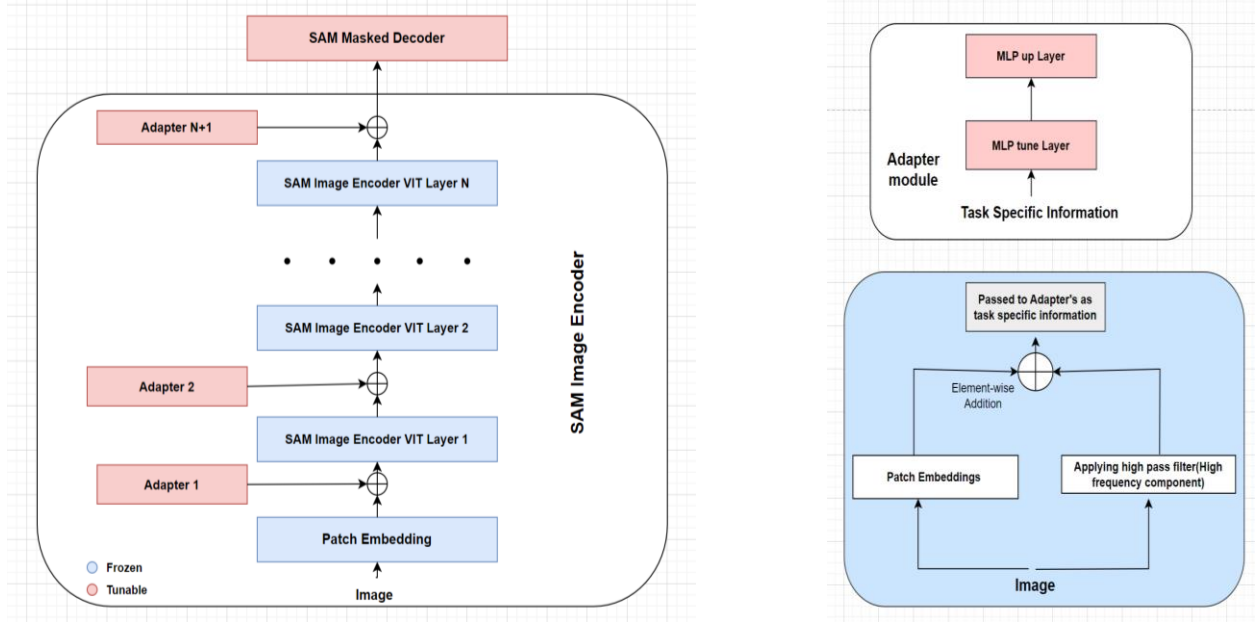 SAM Masked Decoder
Adapter N+1
SAM Image Encoder VIT Layer N
SAM Image Encoder VIT Layer 2
Adapter 2
SAM Image Encoder VIT Layer 1
Adapter 1
Patch Embedding
Image
Frozen
Tunable
SAM Image Encoder
MLP up Layer
MLP tune Layer
Adapter
module
Task Specific Information
Passed to Adapter's as
task specific information
Element-wise
Addition
Patch Embeddings
Applying high pass filter(High
frequency component)
Image